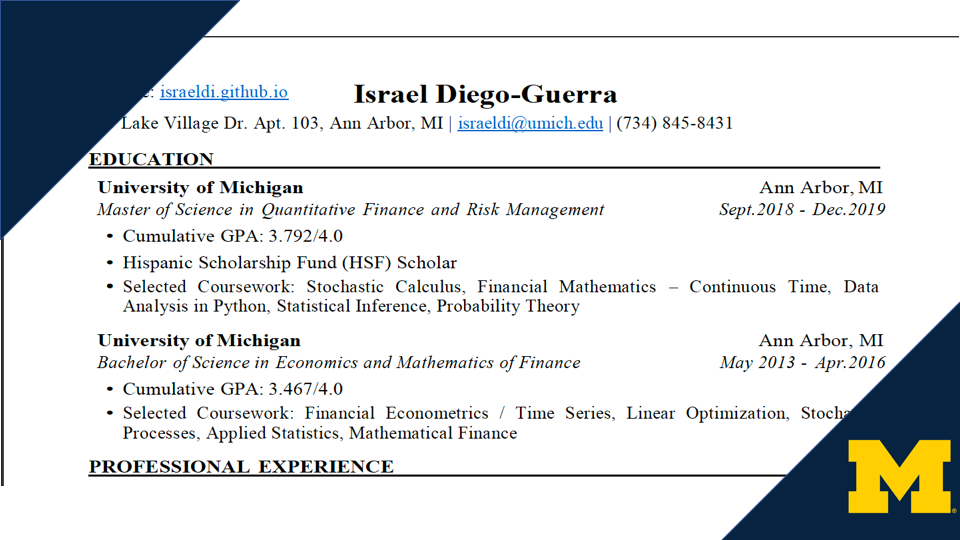 israeldi.github.io
Israel Diego-Guerra
Lake Village Dr. Apt. 103, Ann Arbor, MI | israeldi@umich.edu | (734) 845-8431
EDUCATION
University of Michigan Ann Arbor, MI
Master of Science in Quantitative Finance and Risk Management Sept.2018 - Dec.2019
• Cumulative GPA: 3.792/4.0
• Hispanic Scholarship Fund (HSF) Scholar
• Selected Coursework: Stochastic Calculus, Financial Mathematics – Continuous Time, Data
Analysis in Python, Statistical Inference, Probability Theory
University of Michigan Ann Arbor, MI
Bachelor of Science in Economics and Mathematics of Finance May 2013 - Apr.2016
• Cumulative GPA: 3.467/4.0
• Selected Coursework: Financial Econometrics / Time Series, Linear Optimization,
Processes, Applied Statistics, Mathematical Finance
PROFESSIONAL EXPERIENCE
M